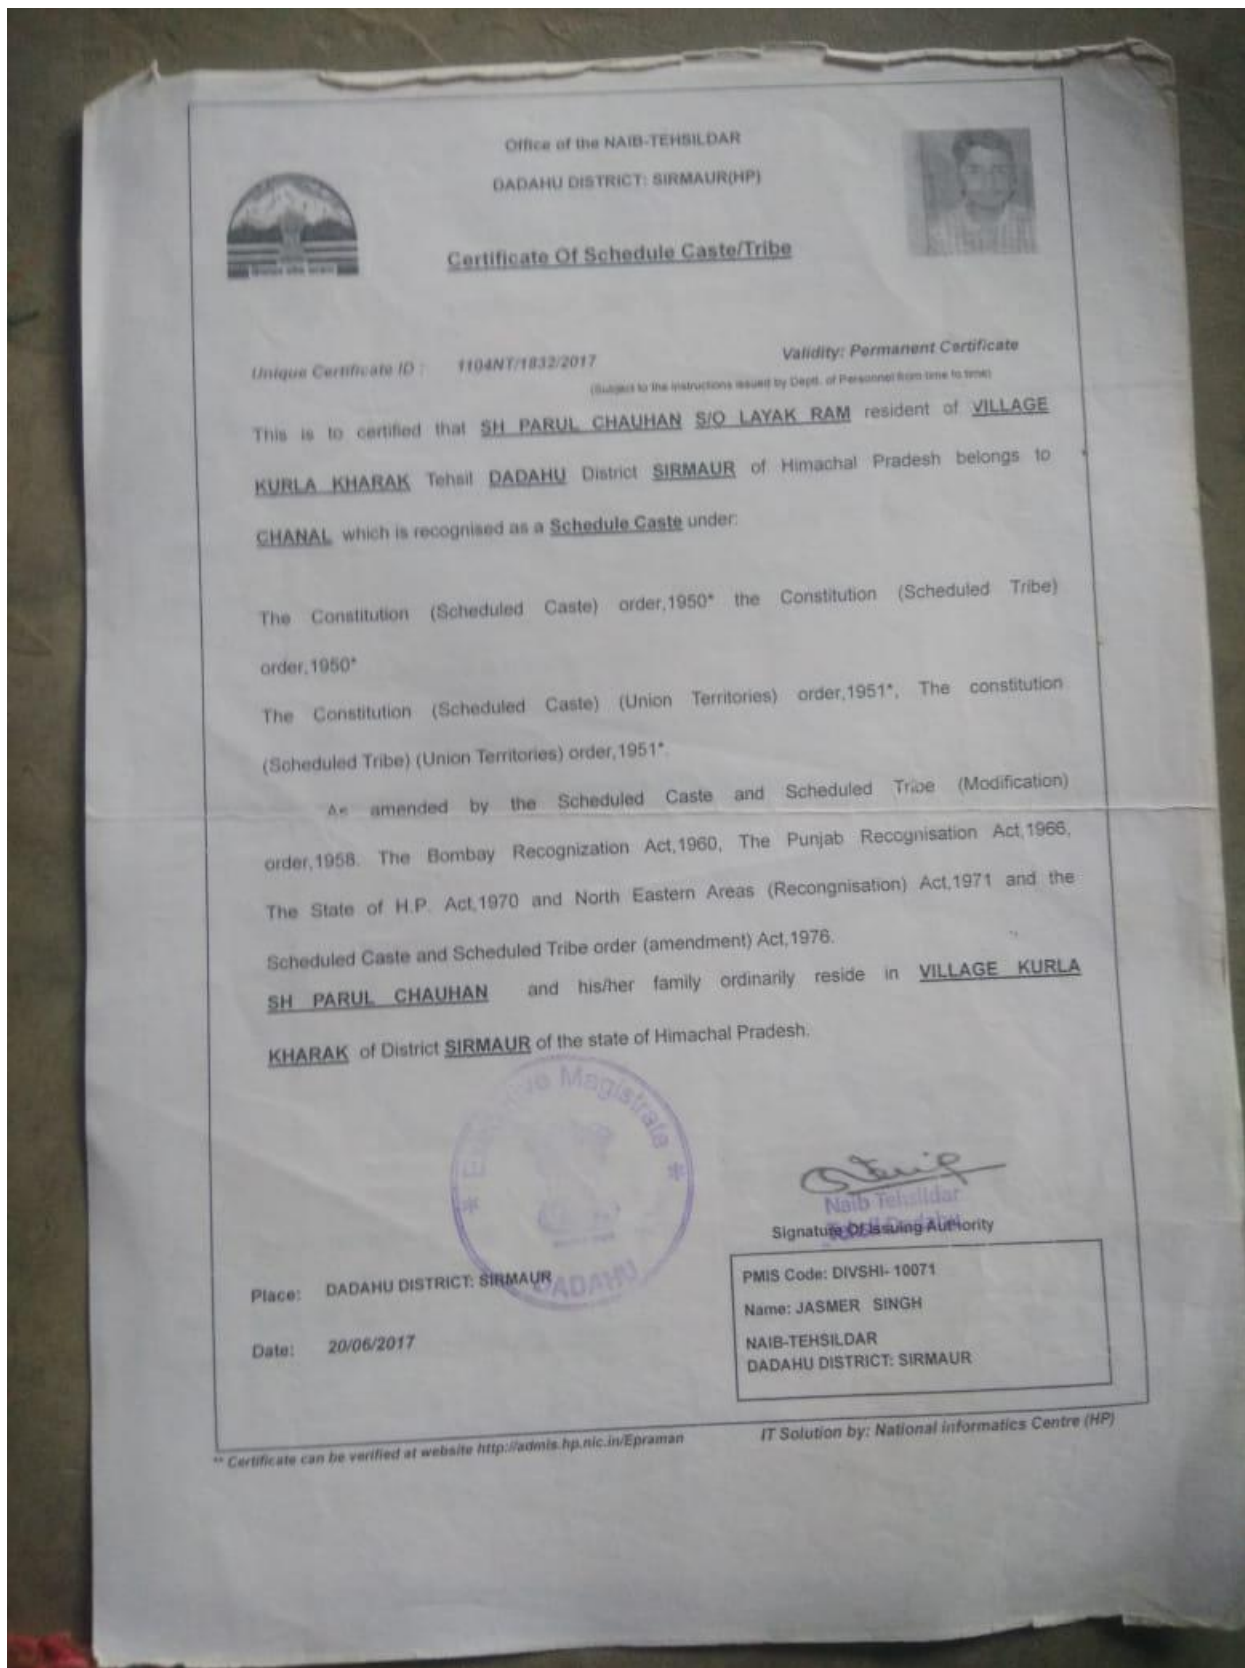 Office of the NAIB-TEHSILDAR
DADAHU DISTRICT: SIRMAUR(HP)
Certificate Of Schedule Caste/Tribe
Unique Certificate ID : 1104NT/1832/2017
Validity: Permanent Certificate
(Subject to the instructions issued by Deptt. of Personnel from time to time)
This is to certified that SH PARUL CHAUHAN S/O LAYAK RAM resident of VILLAGE
KURLA KHARAK Tehsil DADAHU District SIRMAUR of Himachal Pradesh belongs to
CHANAL which is recognised as a Schedule Caste under:
The Constitution (Scheduled Caste) order,1950* the Constitution (Scheduled Tribe)
order,1950*
The Constitution (Scheduled Caste) (Union Territories) order,1951*, The constitution
(Scheduled Tribe) (Union Territories) order,1951*.
As amended by the Scheduled Caste and Scheduled Tribe (Modification)
order,1958. The Bombay Recognization Act,1960, The Punjab Recognisation Act,1966,
The State of H.P. Act,1970 and North Eastern Areas (Recongnisation) Act,1971 and the
Scheduled Caste and Scheduled Tribe order (amendment) Act,1976.
SH PARUL CHAUHAN and his/her family ordinarily reside in VILLAGE KURLA
KHARAK of District SIRMAUR of the state of Himachal Pradesh.
* Executive Magistrate *
DADAHU
Naib Tehsildar
Signature Of Issuing Authority
Place: DADAHU DISTRICT: SIRMAUR
Date: 20/06/2017
PMIS Code: DIVSHI- 10071
Name: JASMER SINGH
NAIB-TEHSILDAR
DADAHU DISTRICT: SIRMAUR
** Certificate can be verified at website http://admis.hp.nic.in/Epraman
IT Solution by: National informatics Centre (HP)